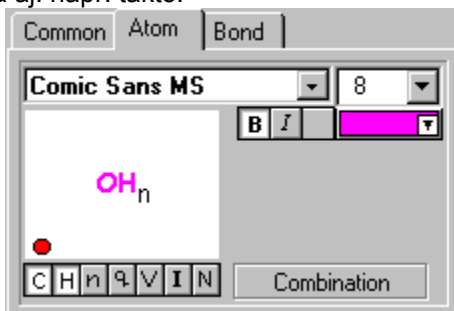 Common Atom Bond
Comic Sans MS 8
B I
OHn
C H n q V I N Combination